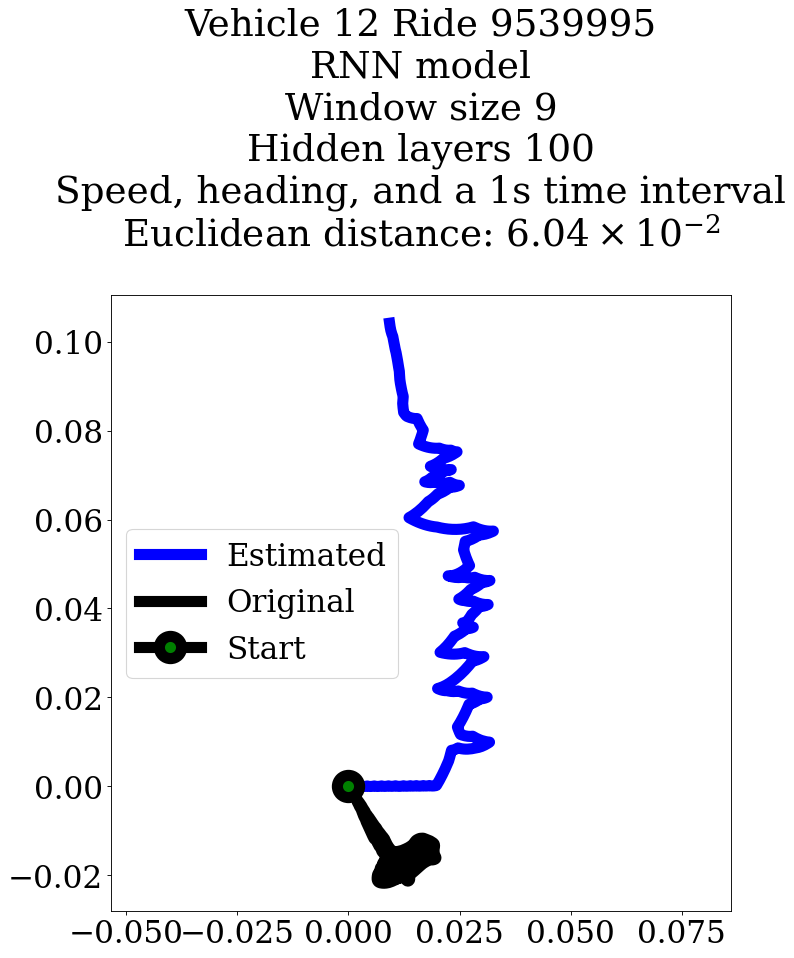 Vehicle 12 Ride 9539995
RNN model
Window size 9
Hidden layers 100
Speed, heading, and a 1s time interval
Euclidean distance: 6.04 × 10⁻²
0.10
0.08
0.06
0.04
0.02
0.00
−0.02
Estimated
Original
Start
−0.050 −0.025 0.000 0.025 0.050 0.075